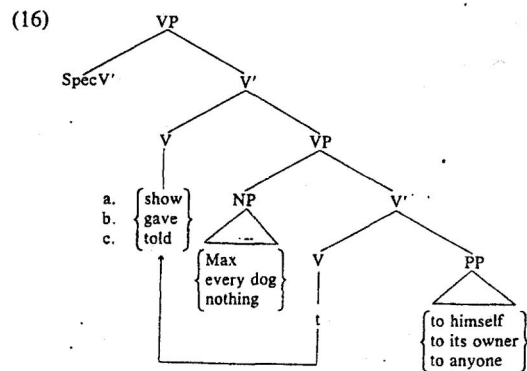 (16)
VP
SpecV' V'
V VP
a. show NP V'
b. gave
c. told V PP
Max
every dog
nothing t to himself
to its owner
to anyone